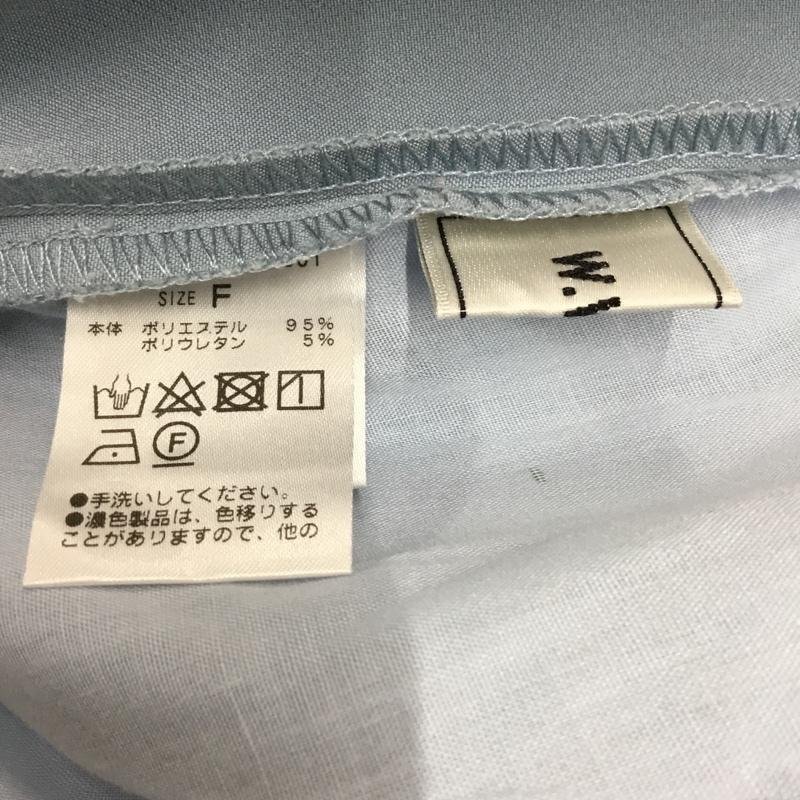 SIZE F
本体 ポリエステル 95%
ポリウレタン 5%
F
●手洗いしてください。
●濃色製品は、色移りする
ことがありますので、他の
W.